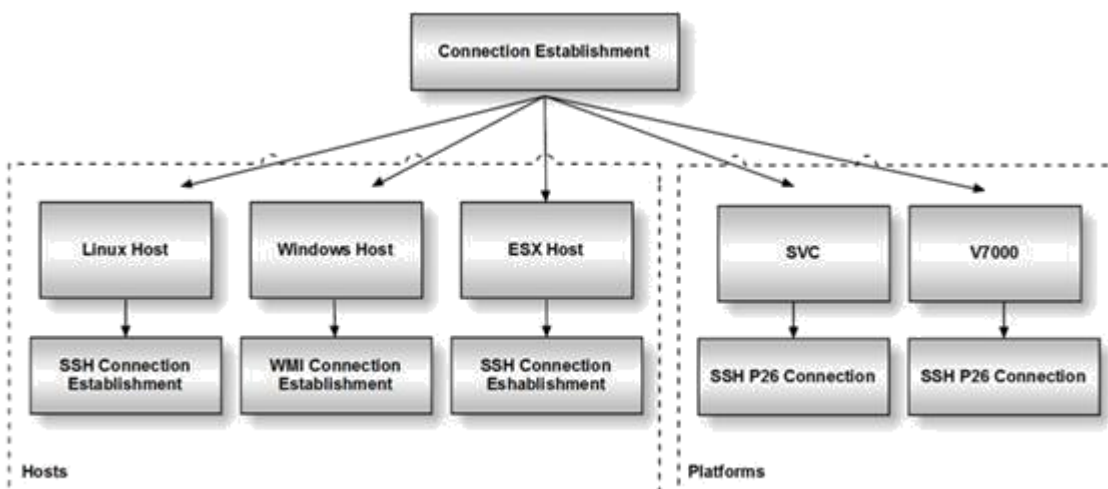 Connection Establishment
Linux Host
Windows Host
ESX Host
SVC
V7000
SSH Connection
Establishment
WMI Connection
Establishment
SSH Connection
Eshablishment
SSH P26 Connection
SSH P26 Connection
Hosts
Platforms